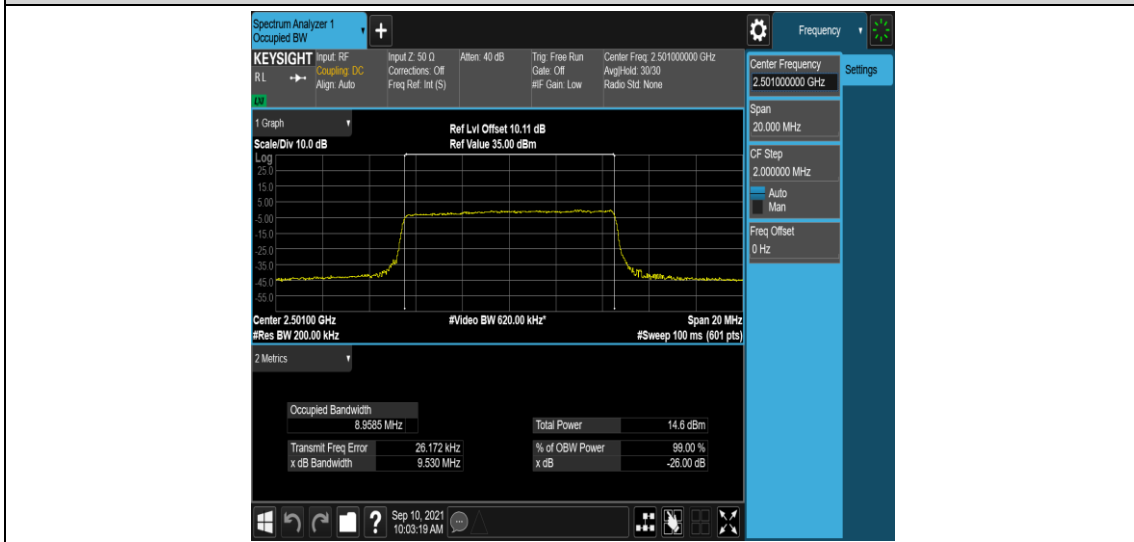 Spectrum Analyzer 1
Occupied BW
Frequency
KEYSIGHT
RL
Input: RF
Coupling: DC
Align: Auto
Input Z: 50 Ω
Corrections: Off
Freq Ref: Int (S)
Atten: 40 dB
Trig: Free Run
Gate: Off
#IF Gain: Low
Center Freq: 2.501000000 GHz
Avg|Hold: 30/30
Radio Std: None
Center Frequency
2.501000000 GHz
Settings
Span
20.000 MHz
CF Step
2.000000 MHz
Auto
Man
Freq Offset
0 Hz
1 Graph
Scale/Div 10.0 dB
Ref Lvl Offset 10.11 dB
Ref Value 35.00 dBm
Log
25.0
15.0
5.00
-5.00
-15.0
-25.0
-35.0
-45.0
-55.0
Center 2.50100 GHz
#Video BW 620.00 kHz*
Span 20 MHz
#Res BW 200.00 kHz
#Sweep 100 ms (601 pts)
2 Metrics
Occupied Bandwidth
8.9585 MHz
Total Power 14.6 dBm
Transmit Freq Error 26.172 kHz
% of OBW Power 99.00 %
x dB Bandwidth 9.530 MHz
x dB -26.00 dB
Sep 10, 2021
10:03:19 AM